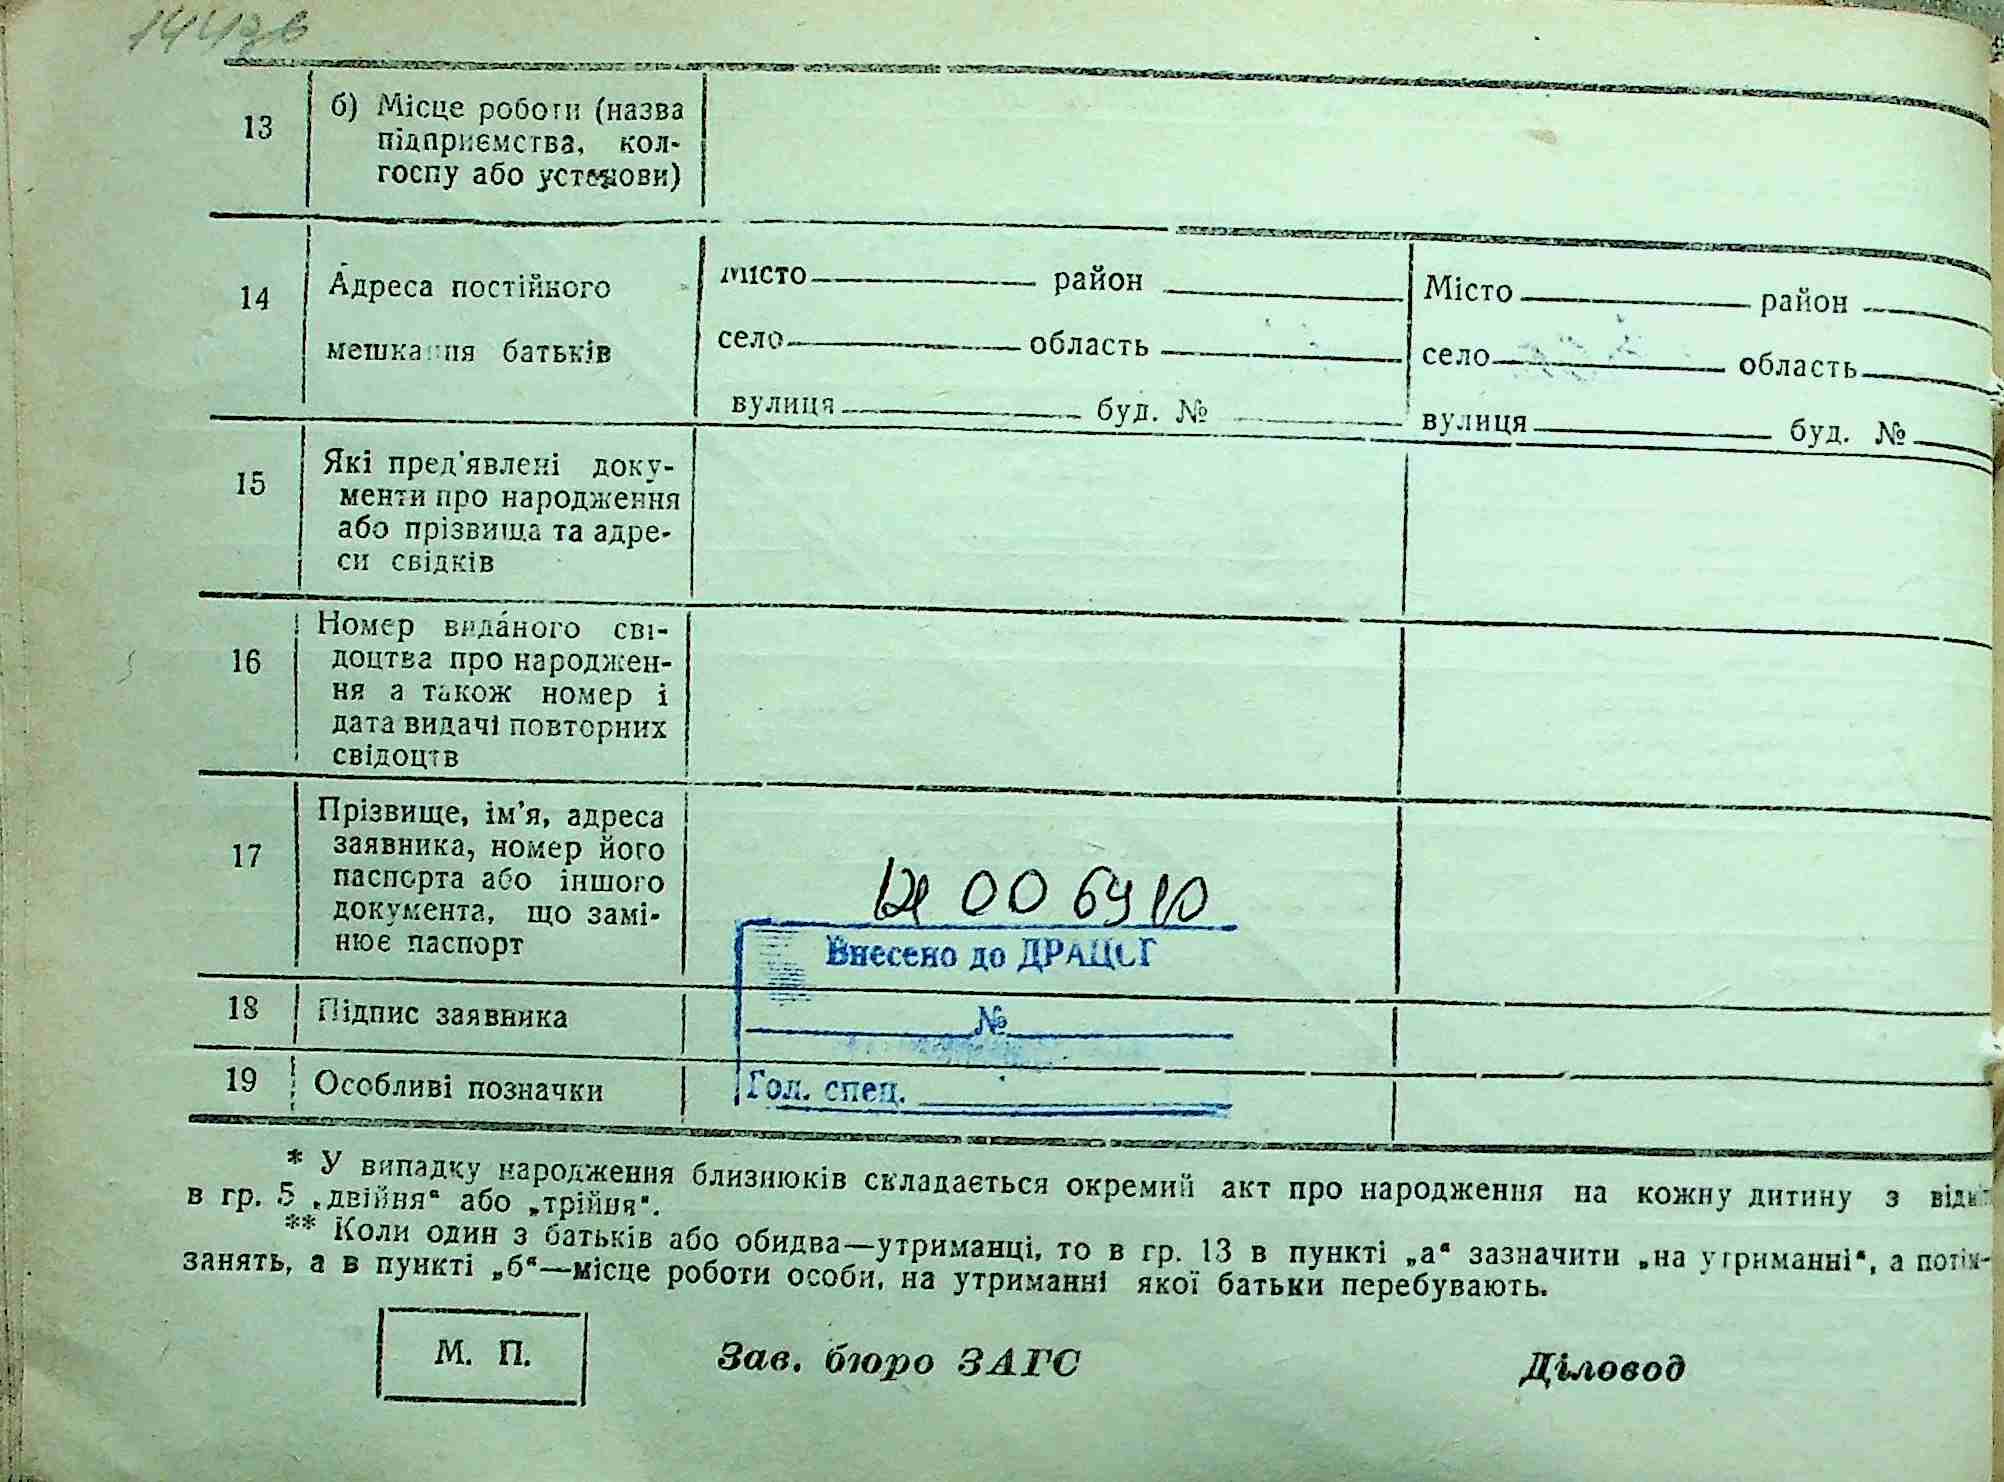 144зв
13
б) Місце роботи (назва
підприємства, кол-
госпу або установи)
14
Адреса постійного
мешкання батьків
місто район
село область
вулиця буд. №
Місто район
село область
вулиця буд. №
15
Які пред'явлені доку-
менти про народження
або прізвища та адре-
си свідків
16
Номер виданого сві-
доцтва про народжен-
ня а також номер і
дата видачі повторних
свідоцтв
17
Прізвище, ім'я, адреса
заявника, номер його
паспорта або іншого
документа, що замі-
нює паспорт
006910
Внесено до ДРАЦСГ
№
Гол. спец.
18
Підпис заявника
19
Особливі позначки
* У випадку народження близнюків складається окремий акт про народження на кожну дитину з
в гр. 5 „двійня“ або „трійня“.
** Коли один з батьків або обидва—утриманці, то в гр. 13 в пункті „а“ зазначити „на утриманні“, а потім-
занять, а в пункті „б“—місце роботи особи, на утриманні якої батьки перебувають.
М. П.
Зав. бюро ЗАГС
Діловод